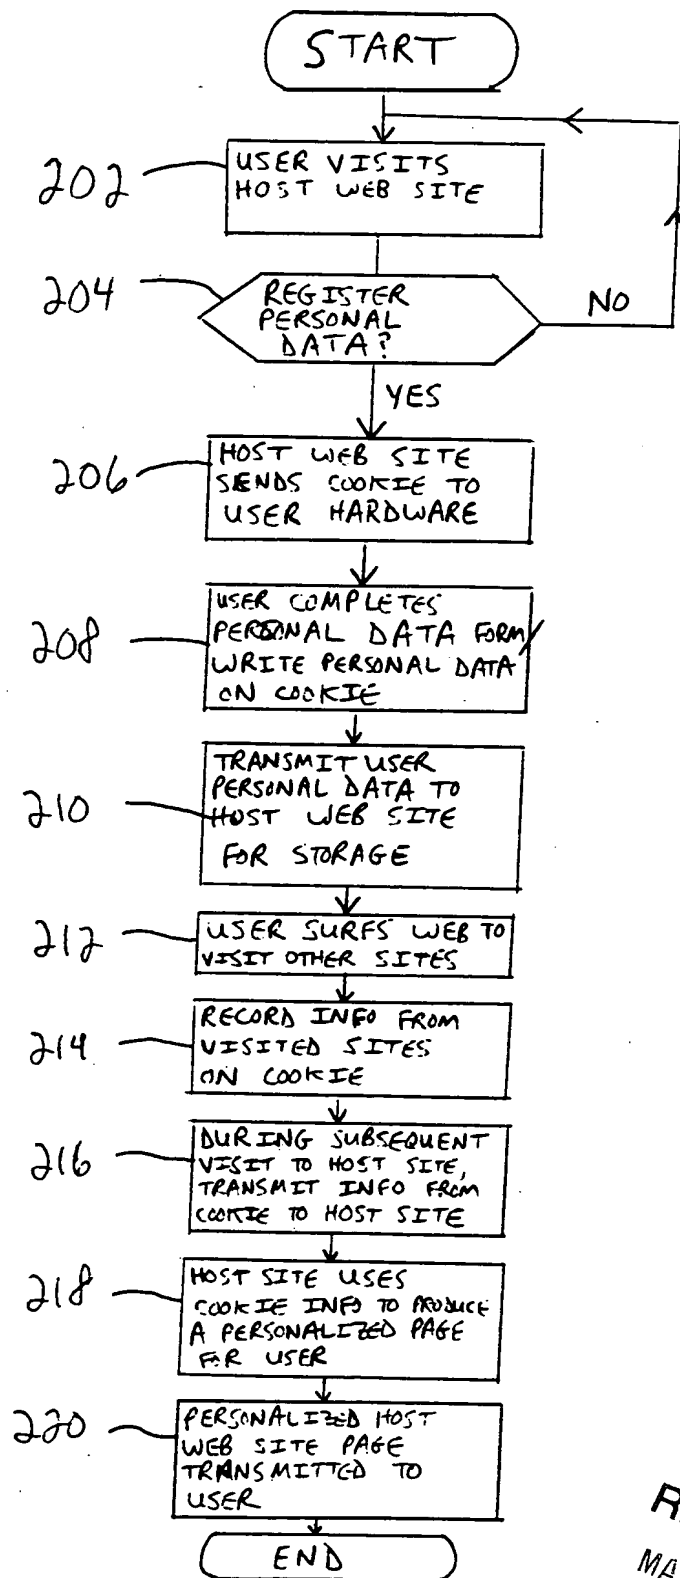 START
202
USER VISITS
HOST WEB SITE
204
REGISTER
PERSONAL
DATA?
NO
YES
206
HOST WEB SITE
SENDS COOKIE TO
USER HARDWARE
208
USER COMPLETES
PERSONAL DATA FORM/
WRITE PERSONAL DATA
ON COOKIE
210
TRANSMIT USER
PERSONAL DATA TO
HOST WEB SITE
FOR STORAGE
212
USER SURFS WEB TO
VISIT OTHER SITES
214
RECORD INFO FROM
VISITED SITES
ON COOKIE
216
DURING SUBSEQUENT
VISIT TO HOST SITE,
TRANSMIT INFO FROM
COOKIE TO HOST SITE
218
HOST SITE USES
COOKIE INFO TO PRODUCE
A PERSONALIZED PAGE
FOR USER
220
PERSONALIZED HOST
WEB SITE PAGE
TRANSMITTED TO
USER
END